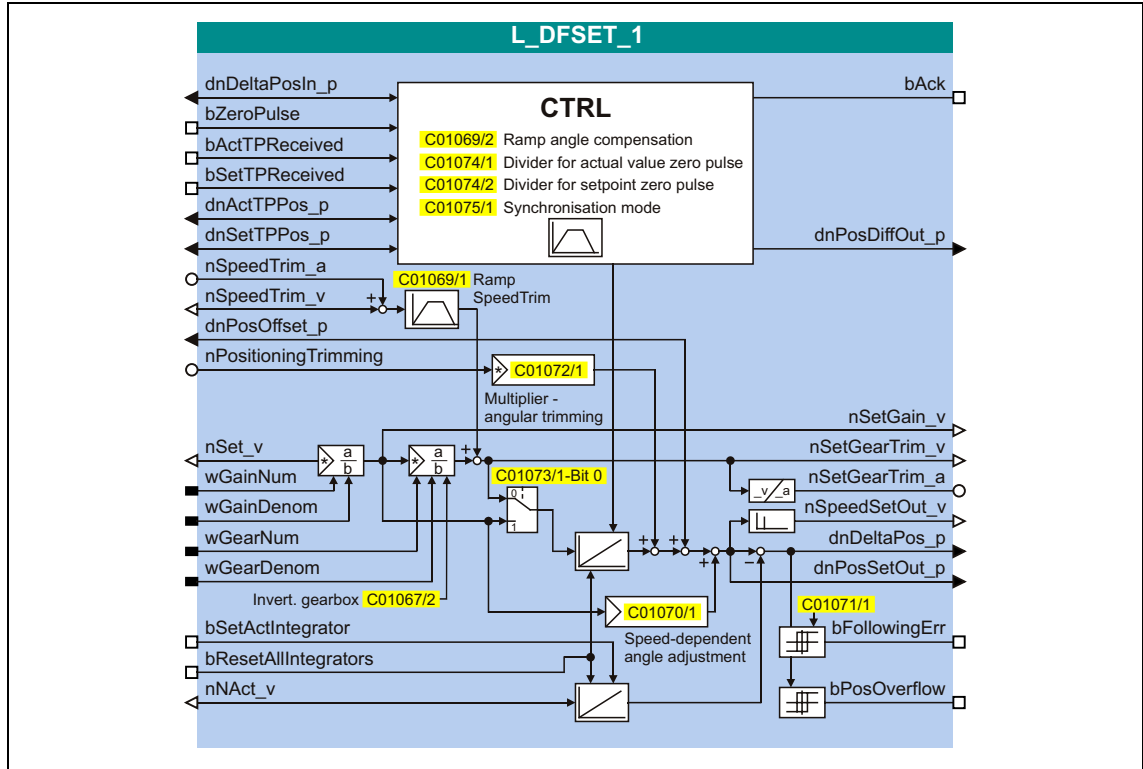 L_DFSET_1
dnDeltaPosIn_p
bZeroPulse
bActTPReceived
bSetTPReceived
dnActTPPos_p
dnSetTPPos_p
nSpeedTrim_a
nSpeedTrim_v
dnPosOffset_p
nPositioningTrimming
CTRL
C01069/2 Ramp angle compensation
C01074/1 Divider for actual value zero pulse
C01074/2 Divider for setpoint zero pulse
C01075/1 Synchronisation mode
bAck
dnPosDiffOut_p
C01069/1 Ramp
SpeedTrim
+
* C01072/1
Multiplier -
angular trimming
nSet_v
wGainNum
wGainDenom
wGearNum
wGearDenom
* a
b
* a
b
+
C01073/1-Bit 0
0
1
Invert. gearbox C01067/2
+ + + −
C01070/1
Speed-dependent
angle adjustment
bSetActIntegrator
bResetAllIntegrators
nNAct_v
nSetGain_v
nSetGearTrim_v
nSetGearTrim_a
_v/_a
nSpeedSetOut_v
dnDeltaPos_p
dnPosSetOut_p
C01071/1
bFollowingErr
bPosOverflow